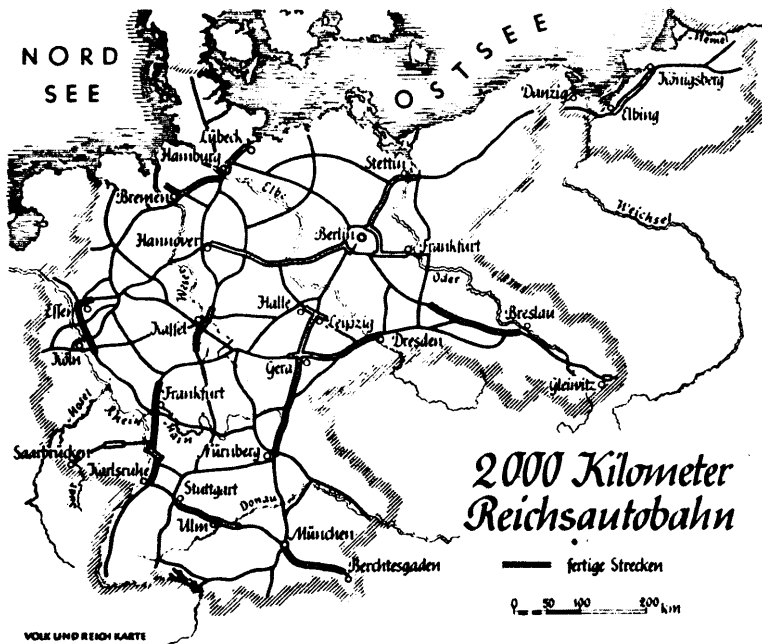 NORD
SEE
OSTSEE
Memel
Königsberg
Danzig
Elbing
Lübeck
Hamburg
Stettin
Bremen
Elbe
Weichsel
Hannover
Berlin
Frankfurt
Oder
Warthe
Weser
Essen
Halle
Breslau
Kassel
Leipzig
Köln
Dresden
Gera
Gleiwitz
Frankfurt
Mosel
Rhein
Main
Saarbrücken
Nürnberg
Karlsruhe
Saar
Stuttgart
Donau
Ulm
München
Berchtesgaden
2000 Kilometer
Reichsautobahn
fertige Strecken
0 50 100 200 km
VOLK UND REICH KARTE